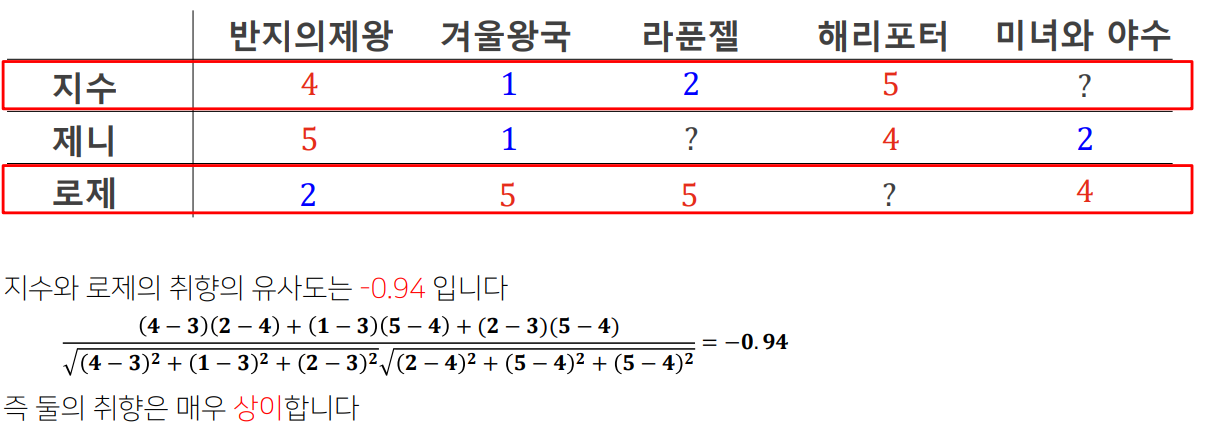 반지의제왕 겨울왕국 라푼젤 해리포터 미녀와 야수
지수 4 1 2 5 ?
제니 5 1 ? 4 2
로제 2 5 5 ? 4
지수와 로제의 취향의 유사도는 -0.94 입니다
(4 − 3)(2 − 4) + (1 − 3)(5 − 4) + (2 − 3)(5 − 4)
√(4 − 3)² + (1 − 3)² + (2 − 3)²√(2 − 4)² + (5 − 4)² + (5 − 4)² = −0.94
즉 둘의 취향은 매우 상이합니다